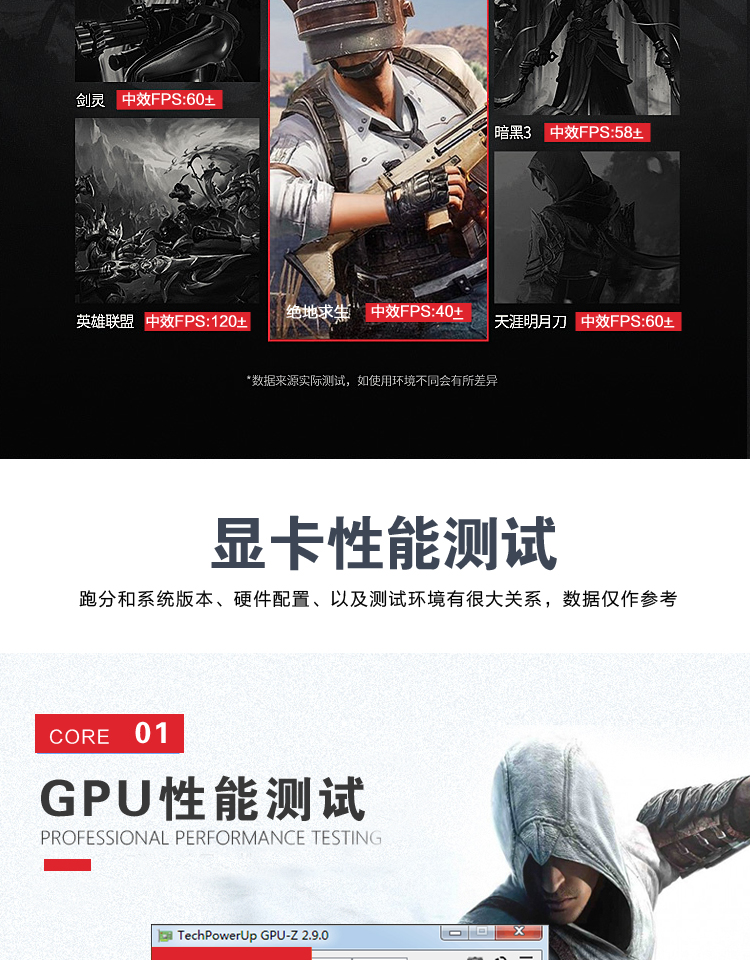 剑灵 中效FPS:60±
暗黑3 中效FPS:58±
绝地求生 中效FPS:40±
英雄联盟 中效FPS:120±
天涯明月刀 中效FPS:60±
*数据来源实际测试，如使用环境不同会有所差异
显卡性能测试
跑分和系统版本、硬件配置、以及测试环境有很大关系，数据仅作参考
CORE 01
GPU性能测试
PROFESSIONAL PERFORMANCE TESTING
TechPowerUp GPU-Z 2.9.0